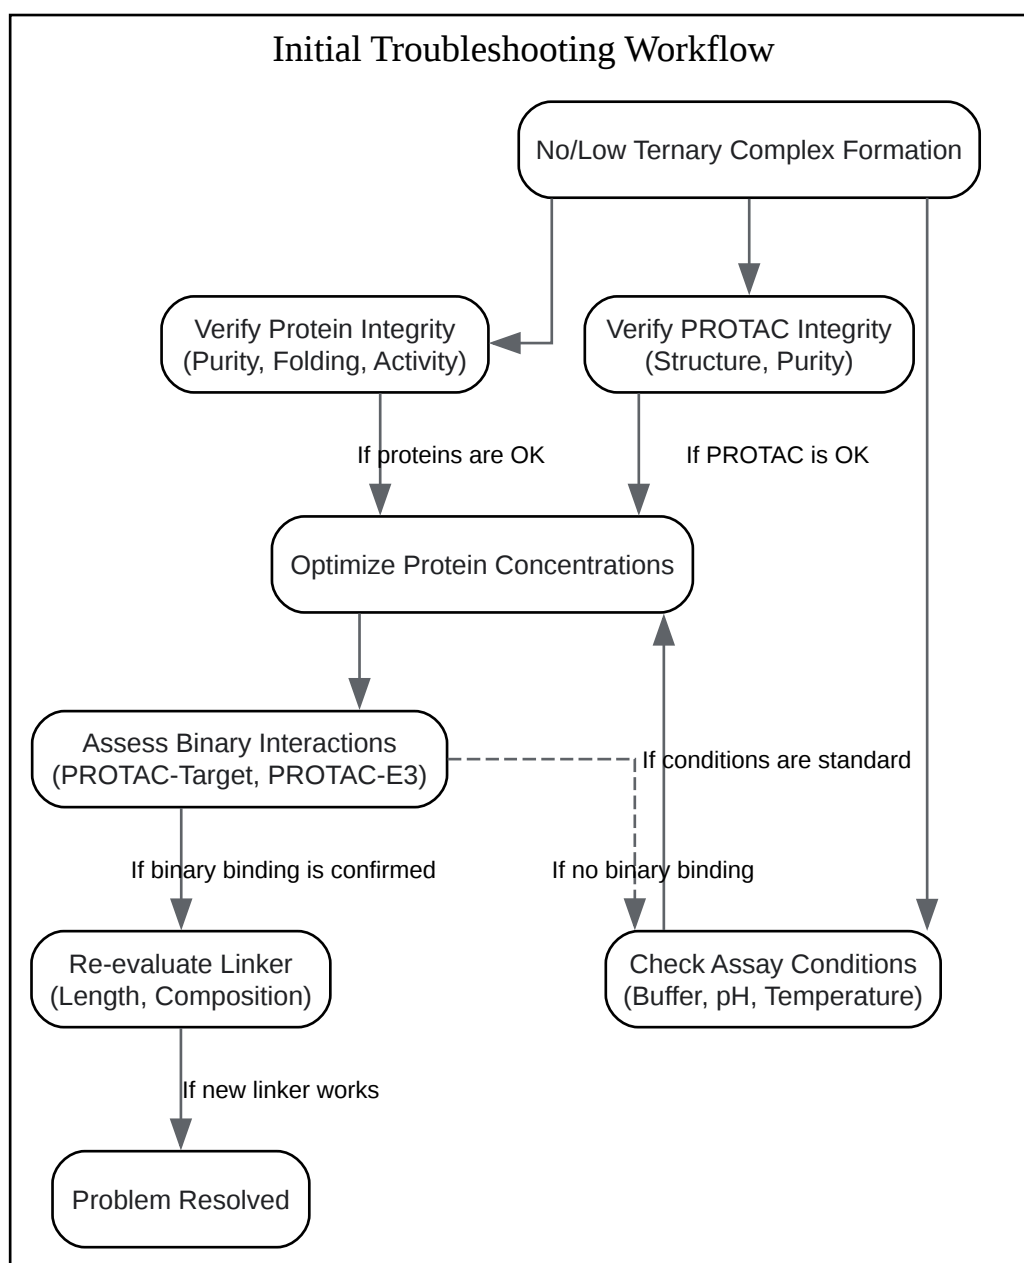 Initial Troubleshooting Workflow
No/Low Ternary Complex Formation
Verify Protein Integrity
(Purity, Folding, Activity)
Verify PROTAC Integrity
(Structure, Purity)
If proteins are OK
If PROTAC is OK
Optimize Protein Concentrations
Assess Binary Interactions
(PROTAC-Target, PROTAC-E3)
If conditions are standard
If binary binding is confirmed
If no binary binding
Re-evaluate Linker
(Length, Composition)
Check Assay Conditions
(Buffer, pH, Temperature)
If new linker works
Problem Resolved